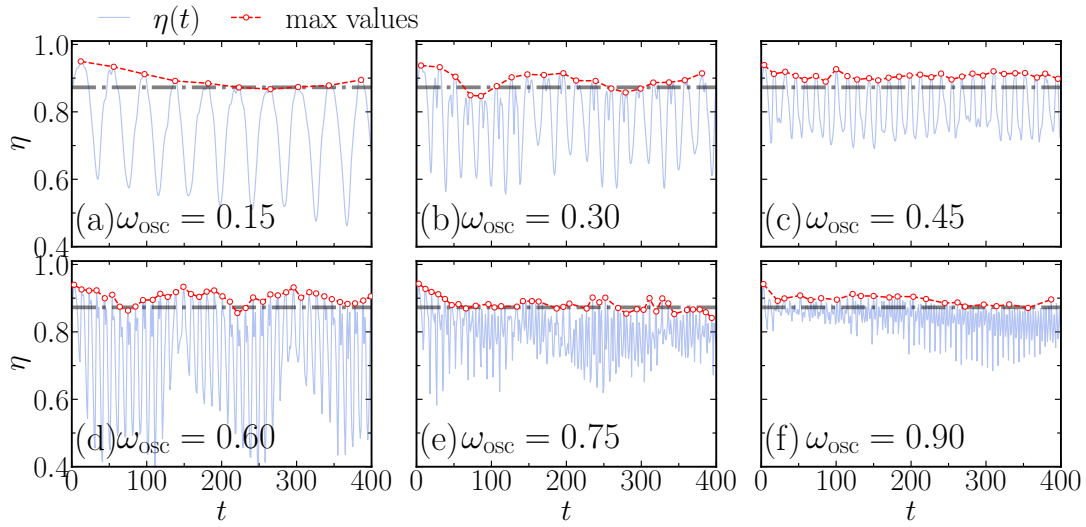 η(t) max values
1.0
0.8
η
0.6
0.4
(a)ω_osc = 0.15
(b)ω_osc = 0.30
(c)ω_osc = 0.45
1.0
0.8
η
0.6
0.4
(d)ω_osc = 0.60
(e)ω_osc = 0.75
(f)ω_osc = 0.90
0 100 200 300 400 0 100 200 300 400 0 100 200 300 400
t t t